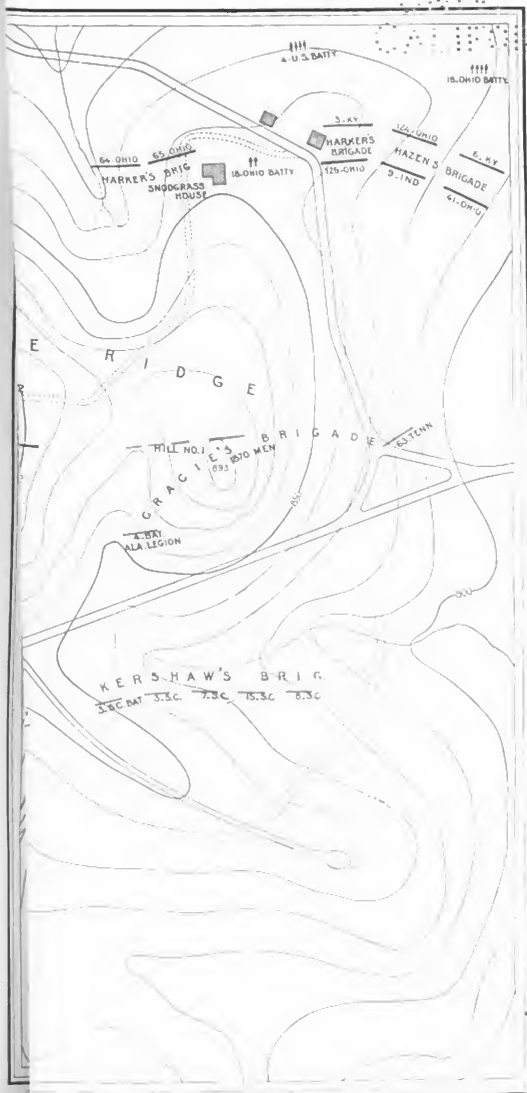 4-U.S. BATTY.
18-OHIO BATTY
3-KY
HARKER'S
BRIGADE
125-OHIO
124-OHIO
6-KY
HAZEN'S BRIGADE
9-IND
41-OHIO
64-OHIO
65-OHIO
HARKER'S BRIG
SNODGRASS
HOUSE
18-OHIO BATTY
E RIDGE
HILL NO.1
893
GRACIE'S BRIGADE
1870 MEN
63.TENN
4-BAT.
ALA. LEGION
KERSHAW'S BRIG.
3.S.C. BAT 3-S.C. 7.S.C. 15.S.C 8.S.C
800